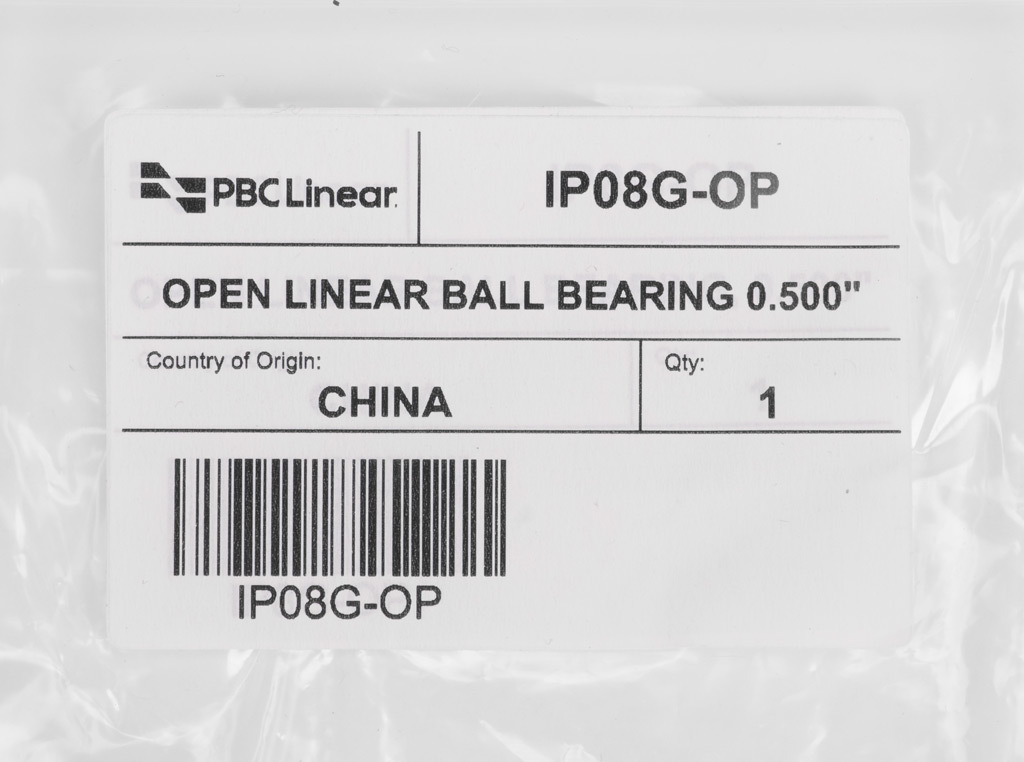 PBC Linear.
IP08G-OP
OPEN LINEAR BALL BEARING 0.500"
Country of Origin:
CHINA
Qty:
1
IP08G-OP